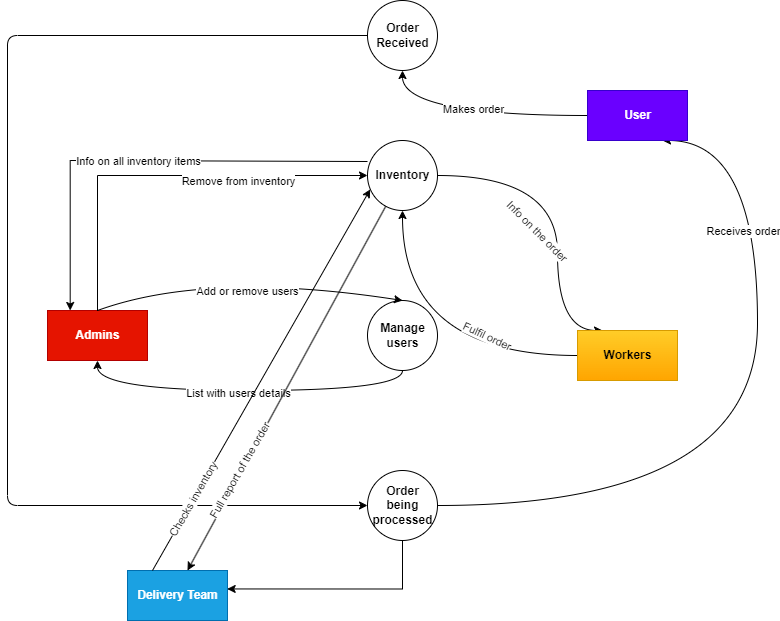 Order
Received
Makes order
User
Info on all inventory items
Inventory
Remove from inventory
Info on the order
Receives order
Add or remove users
Admins
Manage
users
Fulfil order
Workers
List with users details
Full report of the order
Checks inventory
Order
being
processed
Delivery Team